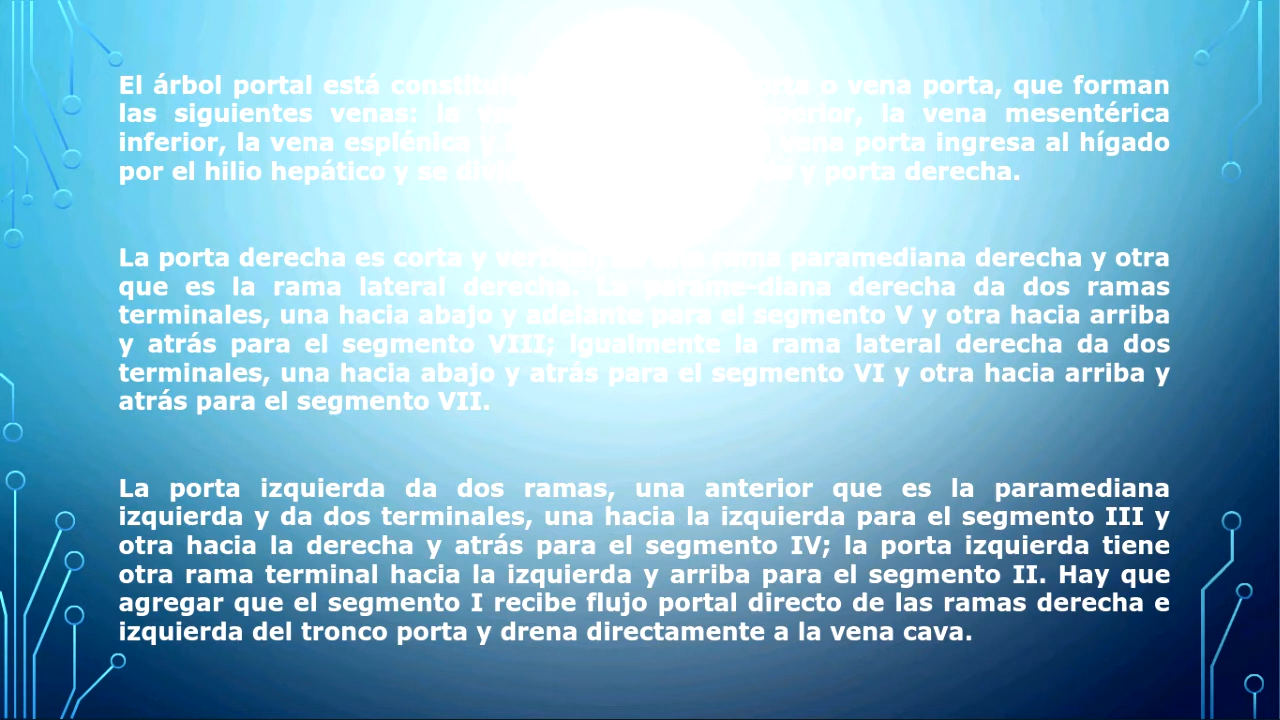 El árbol portal está o vena porta, que forman
las siguientes venas: la la vena mesentérica
inferior, la vena esplénica y vena porta ingresa al hígado
por el hilio hepático y se y porta derecha.
La porta derecha es corta y rama paramediana derecha y otra
que es la rama lateral derecha. La parame-diana derecha da dos ramas
terminales, una hacia abajo y adelante para el segmento V y otra hacia arriba
y atrás para el segmento VIII; igualmente la rama lateral derecha da dos
terminales, una hacia abajo y atrás para el segmento VI y otra hacia arriba y
atrás para el segmento VII.
La porta izquierda da dos ramas, una anterior que es la paramediana
izquierda y da dos terminales, una hacia la izquierda para el segmento III y
otra hacia la derecha y atrás para el segmento IV; la porta izquierda tiene
otra rama terminal hacia la izquierda y arriba para el segmento II. Hay que
agregar que el segmento I recibe flujo portal directo de las ramas derecha e
izquierda del tronco porta y drena directamente a la vena cava.